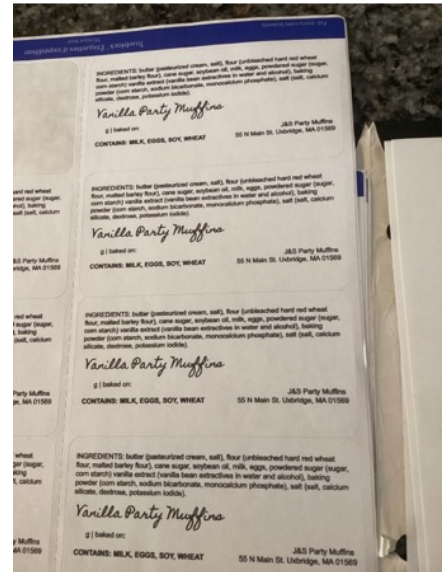 Trueblock® Étiquettes d'expédition
INGREDIENTS: butter (pasteurized cream, salt), flour (unbleached hard red wheat
flour, malted barley flour), cane sugar, soybean oil, milk, eggs, powdered sugar (sugar,
corn starch) vanilla extract (vanilla bean extractives in water and alcohol), baking
powder (corn starch, sodium bicarbonate, monocalcium phosphate), salt (salt, calcium
silicate, dextrose, potassium iodide).
Vanilla Party Muffins
g | baked on:
CONTAINS: MILK, EGGS, SOY, WHEAT
J&S Party Muffins
55 N Main St. Uxbridge, MA 01569
INGREDIENTS: butter (pasteurized cream, salt), flour (unbleached hard red wheat
flour, malted barley flour), cane sugar, soybean oil, milk, eggs, powdered sugar (sugar,
corn starch) vanilla extract (vanilla bean extractives in water and alcohol), baking
powder (corn starch, sodium bicarbonate, monocalcium phosphate), salt (salt, calcium
silicate, dextrose, potassium iodide).
Vanilla Party Muffins
g | baked on:
CONTAINS: MILK, EGGS, SOY, WHEAT
J&S Party Muffins
55 N Main St. Uxbridge, MA 01569
INGREDIENTS: butter (pasteurized cream, salt), flour (unbleached hard red wheat
flour, malted barley flour), cane sugar, soybean oil, milk, eggs, powdered sugar (sugar,
corn starch) vanilla extract (vanilla bean extractives in water and alcohol), baking
powder (corn starch, sodium bicarbonate, monocalcium phosphate), salt (salt, calcium
silicate, dextrose, potassium iodide).
Vanilla Party Muffins
g | baked on:
CONTAINS: MILK, EGGS, SOY, WHEAT
J&S Party Muffins
55 N Main St. Uxbridge, MA 01569
INGREDIENTS: butter (pasteurized cream, salt), flour (unbleached hard red wheat
flour, malted barley flour), cane sugar, soybean oil, milk, eggs, powdered sugar (sugar,
corn starch) vanilla extract (vanilla bean extractives in water and alcohol), baking
powder (corn starch, sodium bicarbonate, monocalcium phosphate), salt (salt, calcium
silicate, dextrose, potassium iodide).
Vanilla Party Muffins
g | baked on:
CONTAINS: MILK, EGGS, SOY, WHEAT
J&S Party Muffins
55 N Main St. Uxbridge, MA 01569